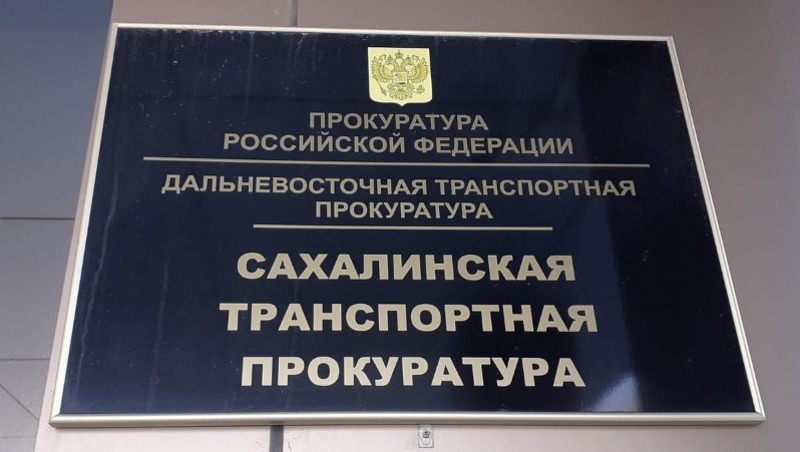 ПРОКУРАТУРА
РОССИЙСКОЙ ФЕДЕРАЦИИ
ДАЛЬНЕВОСТОЧНАЯ ТРАНСПОРТНАЯ
ПРОКУРАТУРА
САХАЛИНСКАЯ
ТРАНСПОРТНАЯ
ПРОКУРАТУРА